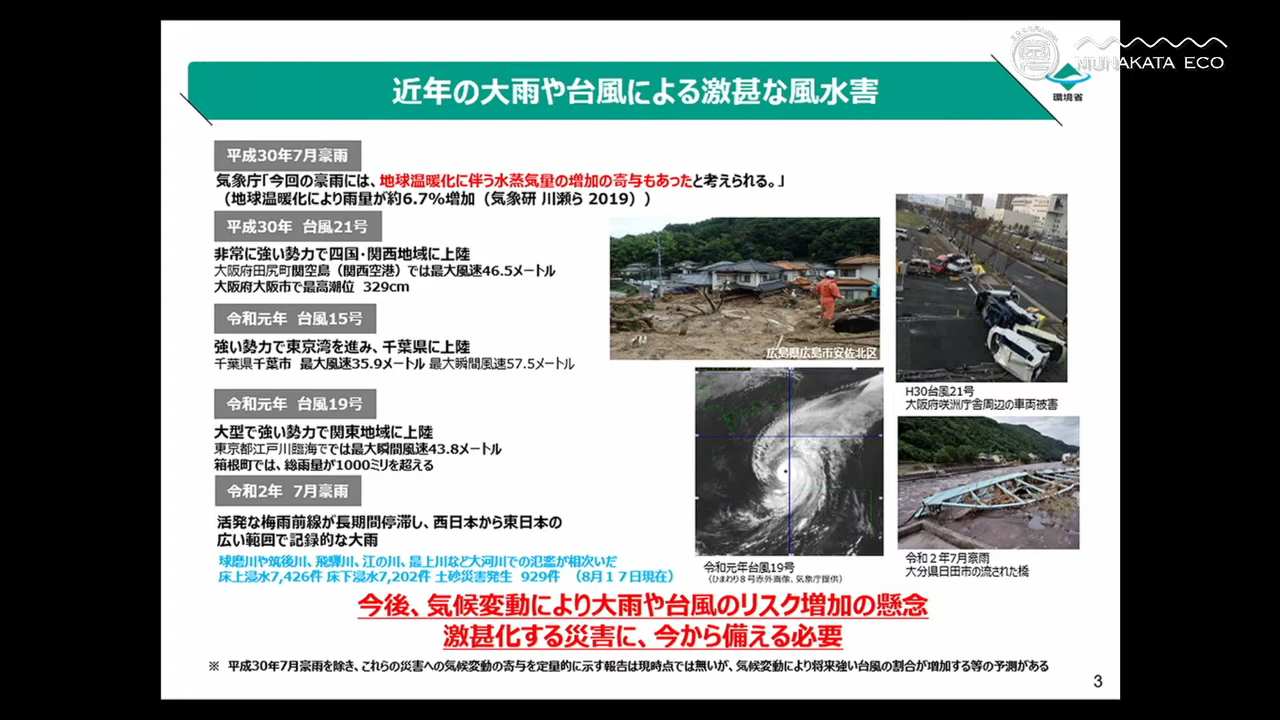 MUNAKATA ECO
環境省
近年の大雨や台風による激甚な風水害
平成30年7月豪雨
気象庁「今回の豪雨には、地球温暖化に伴う水蒸気量の増加の寄与もあったと考えられる。」
（地球温暖化により雨量が約6.7%増加（気象研 川瀬ら 2019））
平成30年 台風21号
非常に強い勢力で四国・関西地域に上陸
大阪府田尻町関空島（関西空港）では最大風速46.5メートル
大阪府大阪市で最高潮位 329cm
令和元年 台風15号
強い勢力で東京湾を進み、千葉県に上陸
千葉県千葉市 最大風速35.9メートル 最大瞬間風速57.5メートル
令和元年 台風19号
大型で強い勢力で関東地域に上陸
東京都江戸川臨海ででは最大瞬間風速43.8メートル
箱根町では、総雨量が1000ミリを超える
令和2年 7月豪雨
活発な梅雨前線が長期間停滞し、西日本から東日本の
広い範囲で記録的な大雨
球磨川や筑後川、飛騨川、江の川、最上川など大河川での氾濫が相次いだ
床上浸水7,426件 床下浸水7,202件 土砂災害発生 929件 （8月１７日現在）
広島県広島市安佐北区
H30台風21号
大阪府咲洲庁舎周辺の車両被害
令和元年台風19号
（ひまわり８号赤外画像、気象庁提供）
令和２年７月豪雨
大分県日田市の流された橋
今後、気候変動により大雨や台風のリスク増加の懸念
激甚化する災害に、今から備える必要
※ 平成30年7月豪雨を除き、これらの災害への気候変動の寄与を定量的に示す報告は現時点では無いが、気候変動により将来強い台風の割合が増加する等の予測がある
3